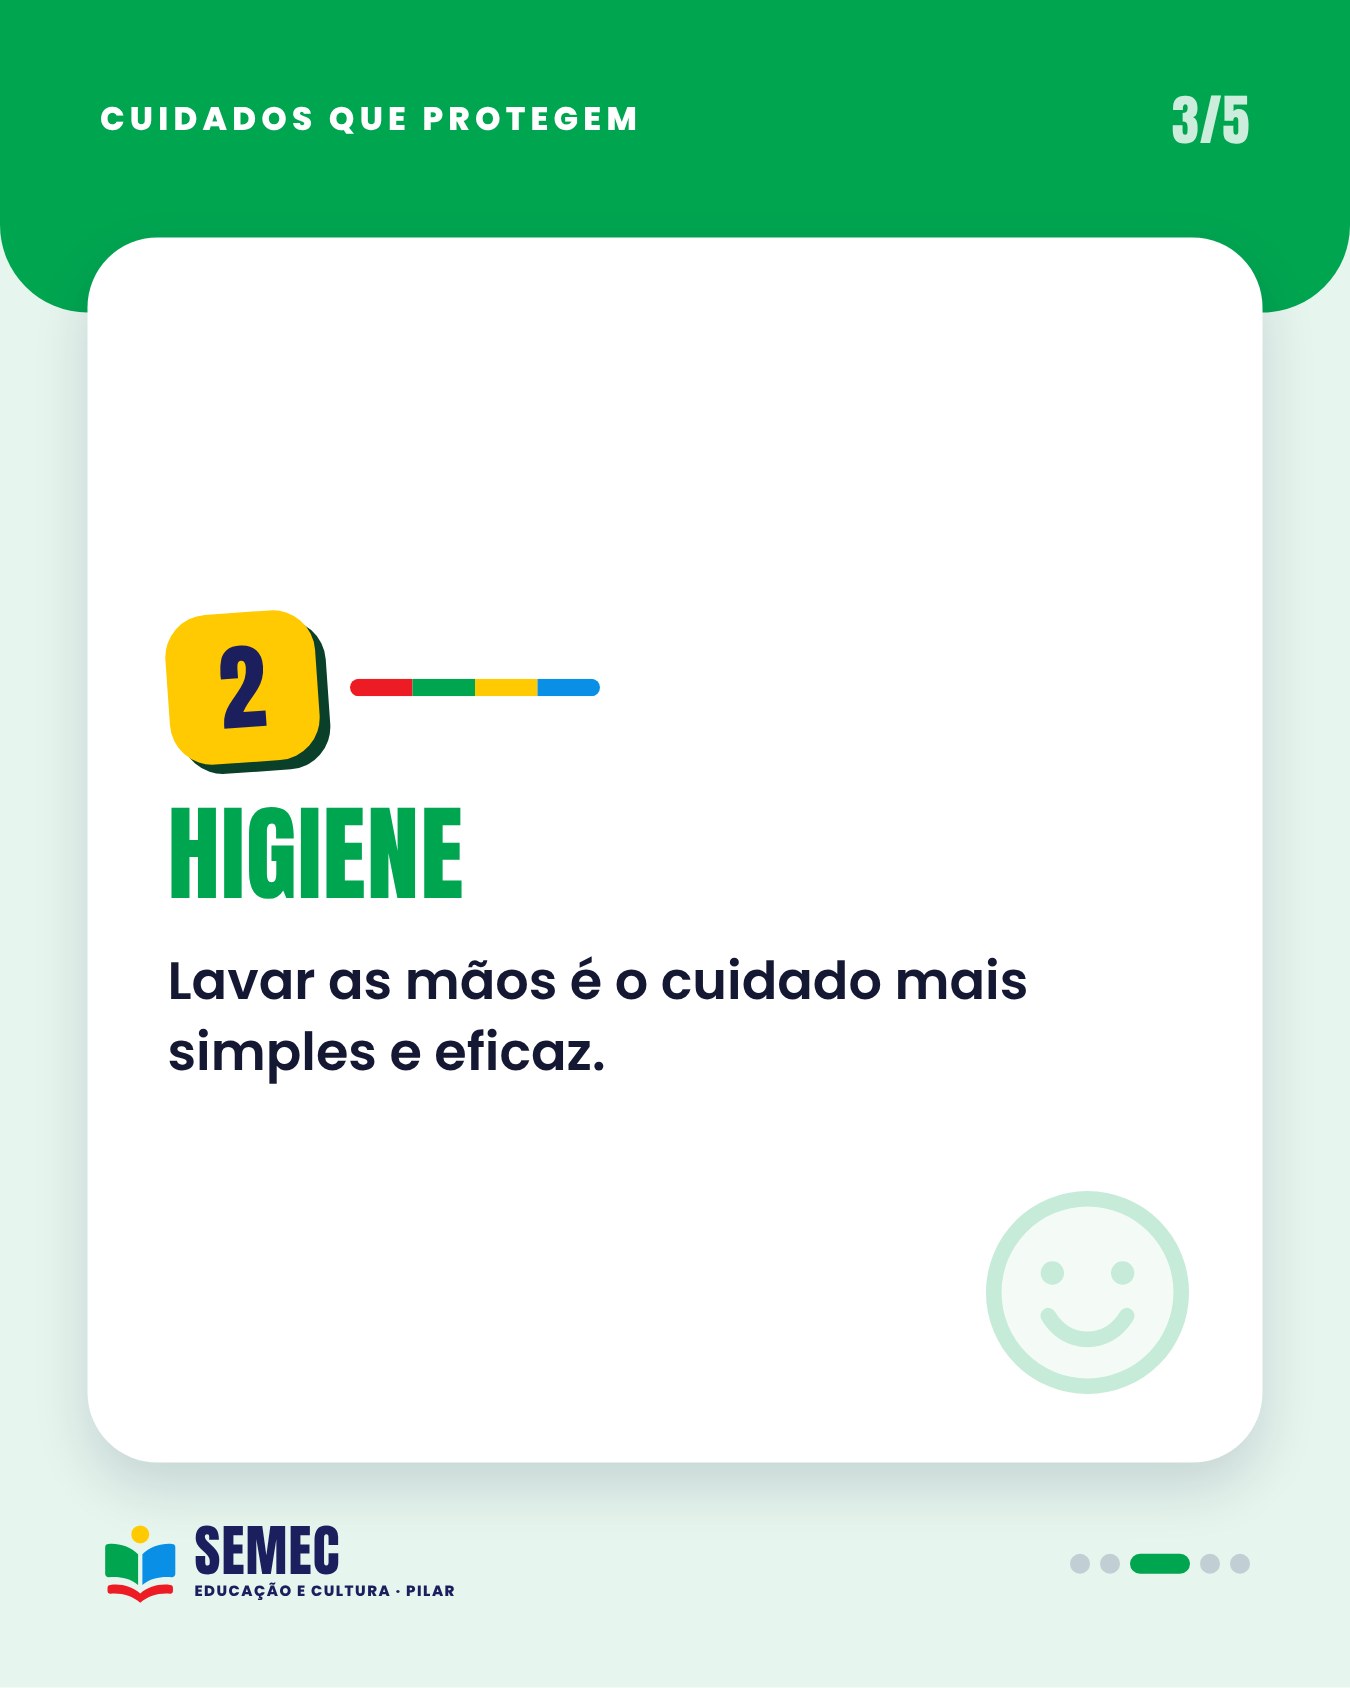 CUIDADOS QUE PROTEGEM
3/5
2
HIGIENE
Lavar as mãos é o cuidado mais
simples e eficaz.
SEMEC
EDUCAÇÃO E CULTURA · PILAR